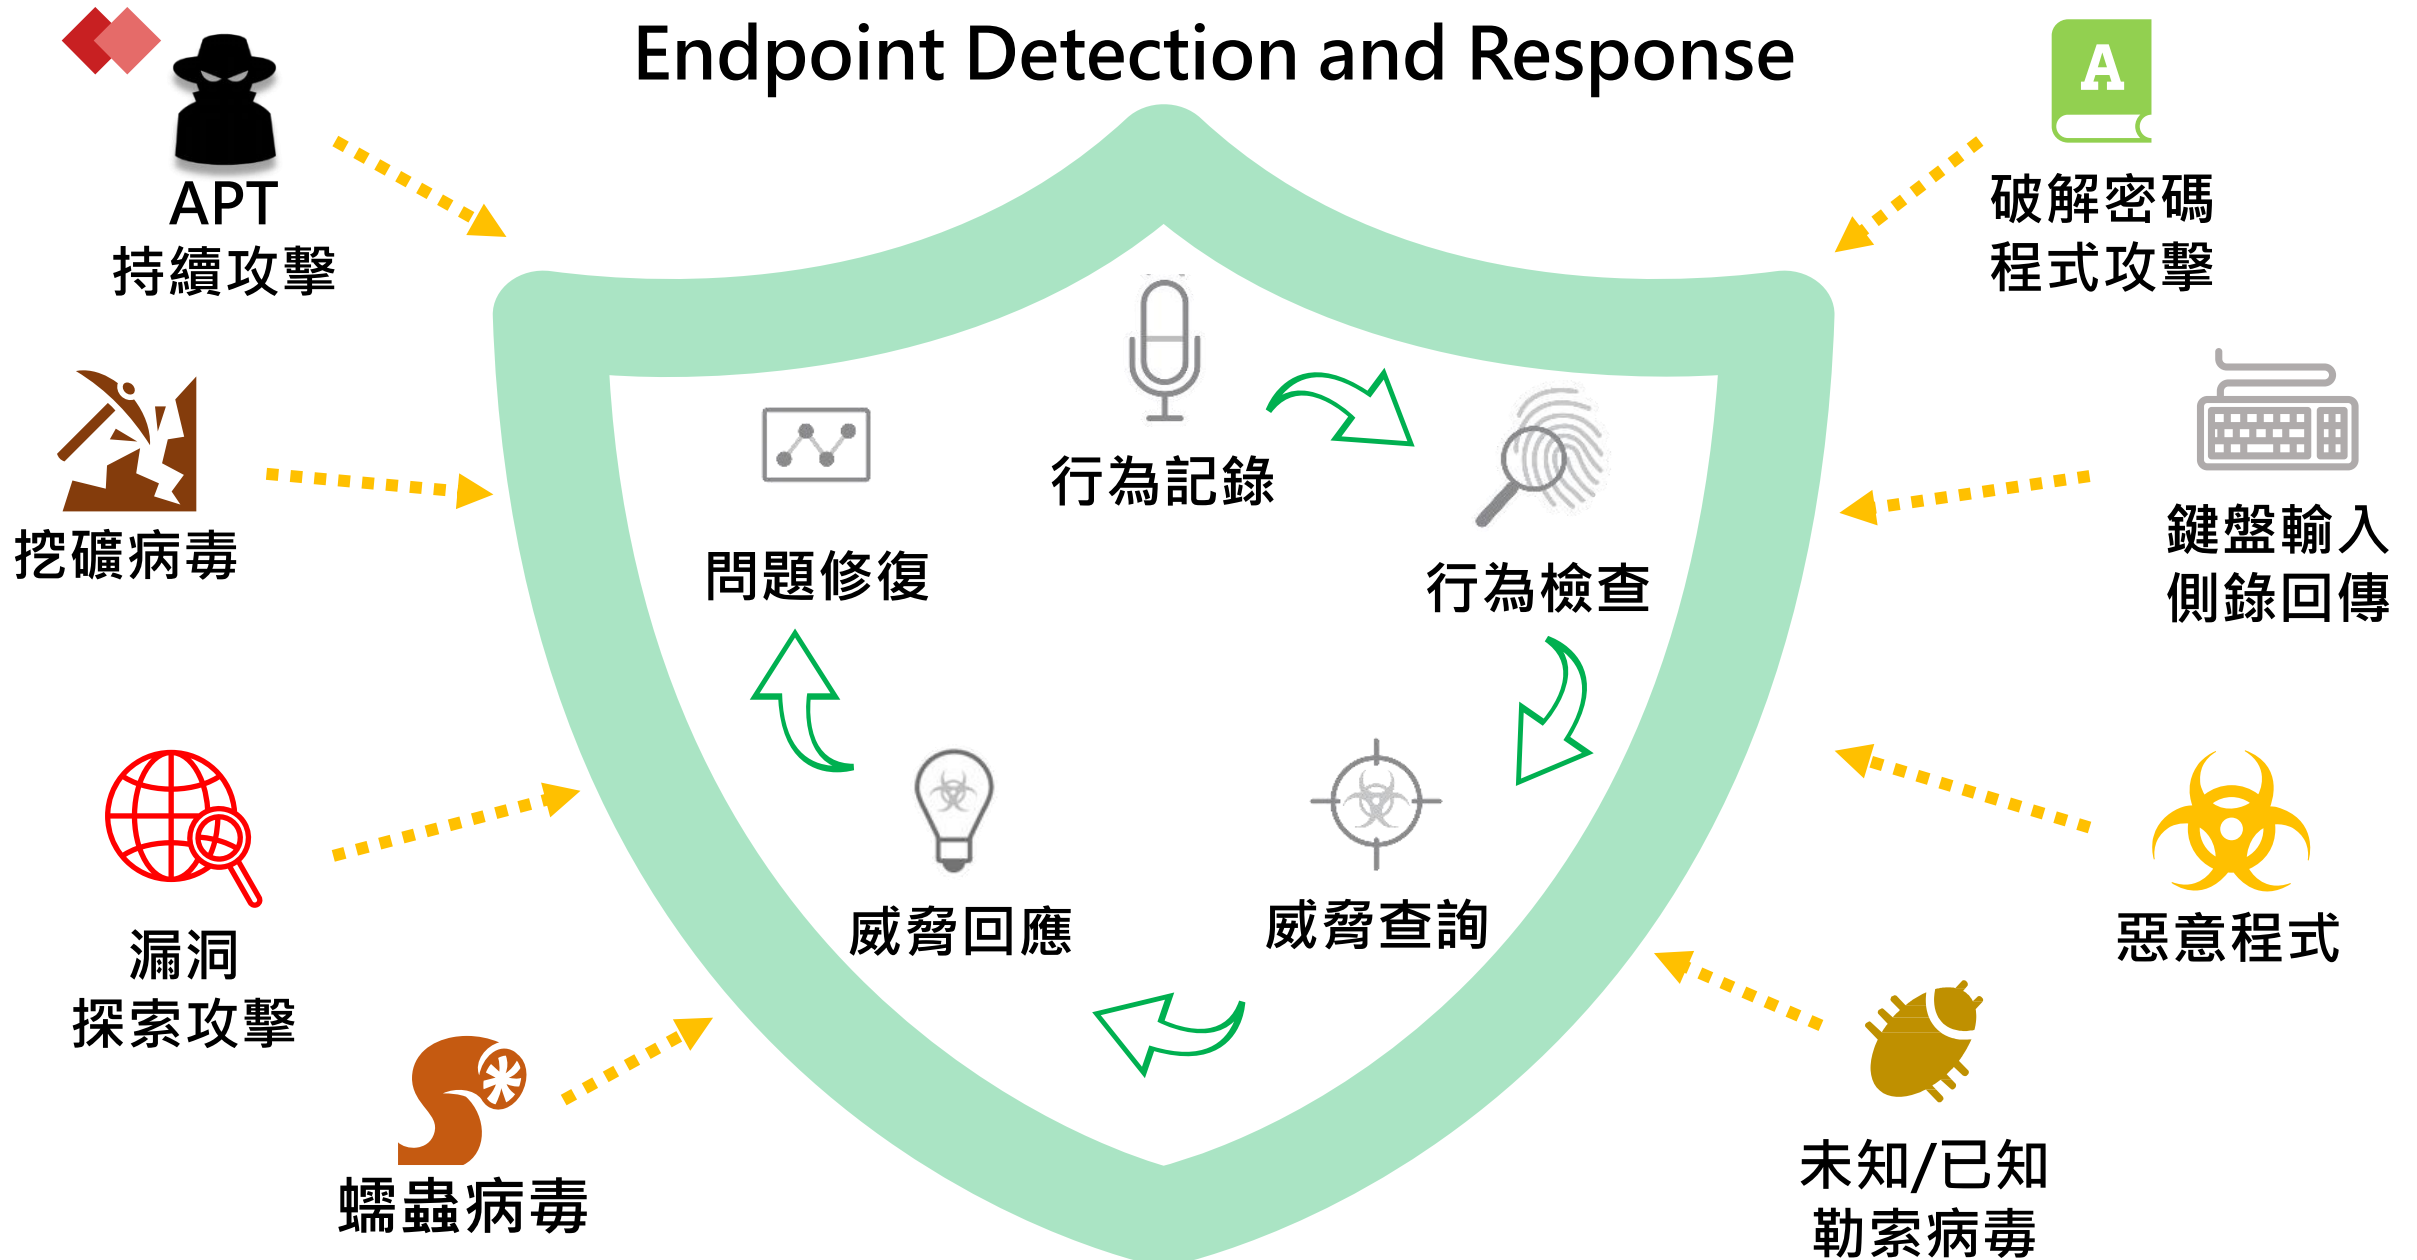 Endpoint Detection and Response
APT
持續攻擊
挖礦病毒
漏洞
探索攻擊
蠕蟲病毒
行為記錄
行為檢查
威脅查詢
威脅回應
問題修復
A
破解密碼
程式攻擊
鍵盤輸入
側錄回傳
惡意程式
未知/已知
勒索病毒